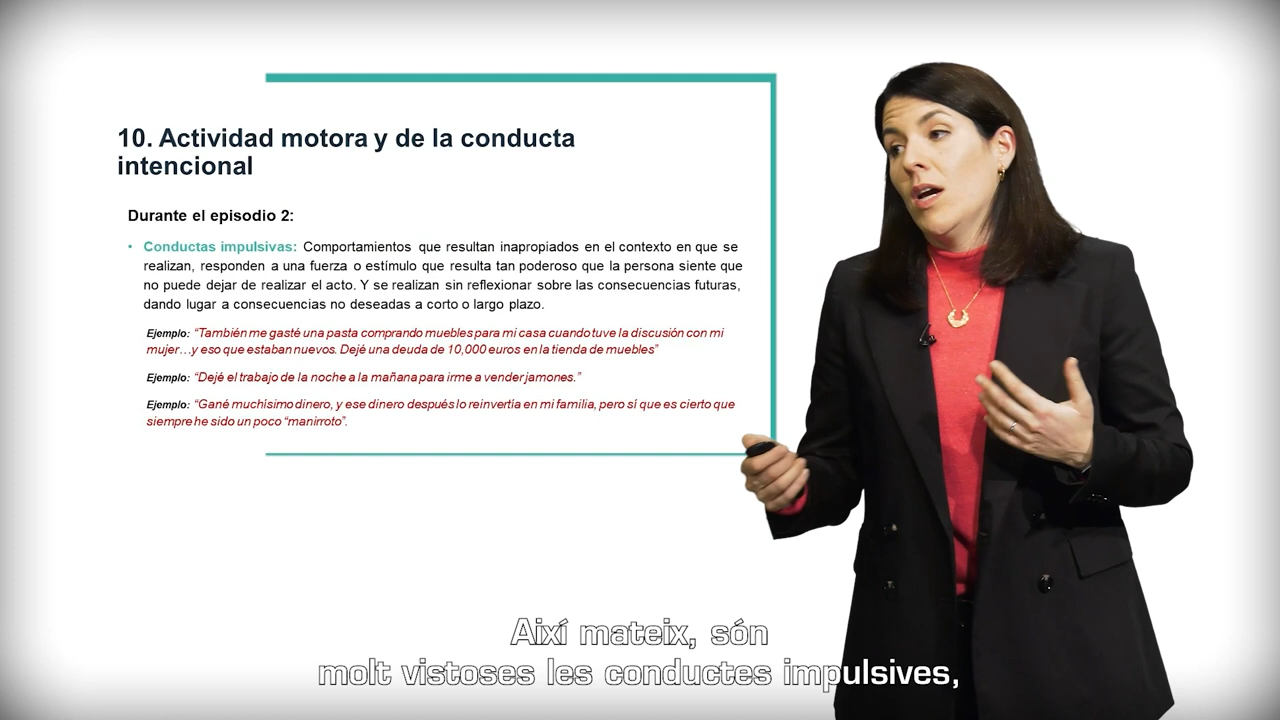 10. Actividad motora y de la conducta
intencional
Durante el episodio 2:
• Conductas impulsivas: Comportamientos que resultan inapropiados en el contexto en que se
realizan, responden a una fuerza o estímulo que resulta tan poderoso que la persona siente que
no puede dejar de realizar el acto. Y se realizan sin reflexionar sobre las consecuencias futuras,
dando lugar a consecuencias no deseadas a corto o largo plazo.
Ejemplo: “También me gasté una pasta comprando muebles para mi casa cuando tuve la discusión con mi
mujer…y eso que estaban nuevos. Dejé una deuda de 10,000 euros en la tienda de muebles”
Ejemplo: “Dejé el trabajo de la noche a la mañana para irme a vender jamones.”
Ejemplo: “Gané muchísimo dinero, y ese dinero después lo reinvertía en mi familia, pero sí que es cierto que
siempre he sido un poco “manirroto”.
Així mateix, són
molt vistoses les conductes impulsives,